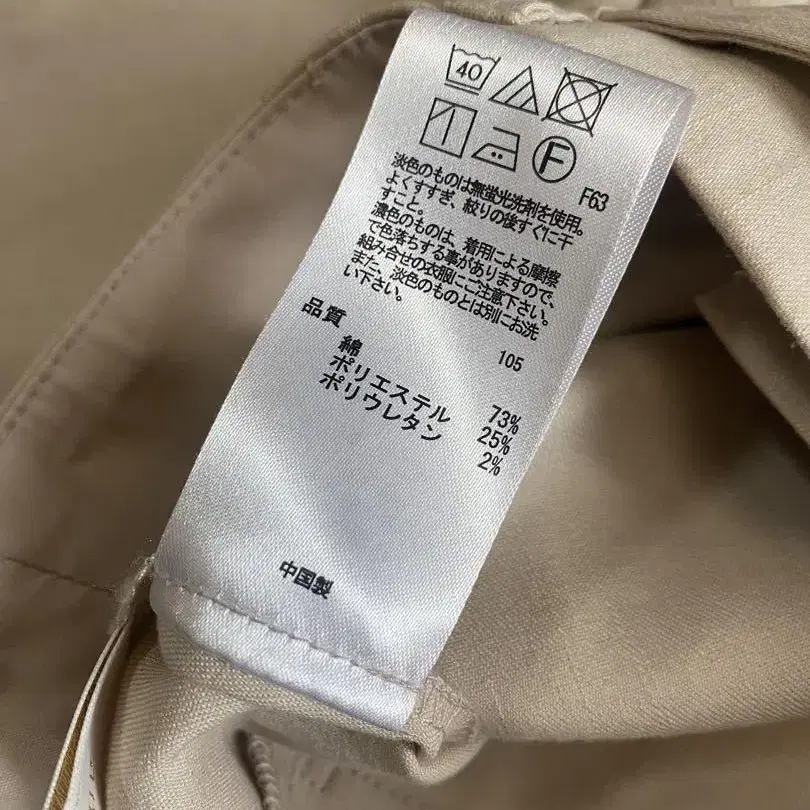 40
F
F63
淡色のものは無蛍光洗剤を使用。
よくすすぎ、絞りの後すぐに干
すこと。
濃色のものは、着用による摩擦
で色落ちする事がありますので、
組み合せの衣服にご注意下さい。
また、淡色のものとは別にお洗
い下さい。
品質 105
綿 73%
ポリエステル 25%
ポリウレタン 2%
中国製